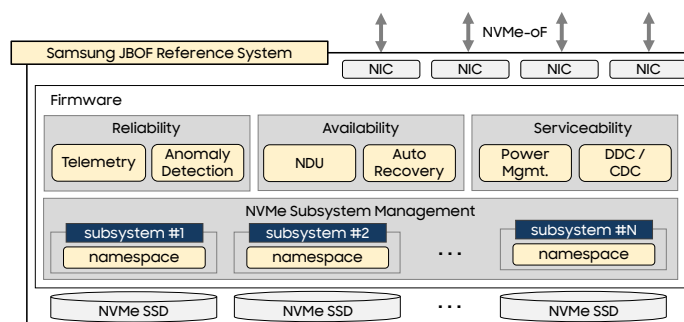 NVMe-oF
Samsung JBOF Reference System
NIC NIC NIC NIC
Firmware
Reliability
Telemetry
Anomaly
Detection
Availability
NDU
Auto
Recovery
Serviceability
Power
Mgmt.
DDC /
CDC
NVMe Subsystem Management
subsystem #1
namespace
subsystem #2
namespace
...
subsystem #N
namespace
NVMe SSD NVMe SSD ... NVMe SSD